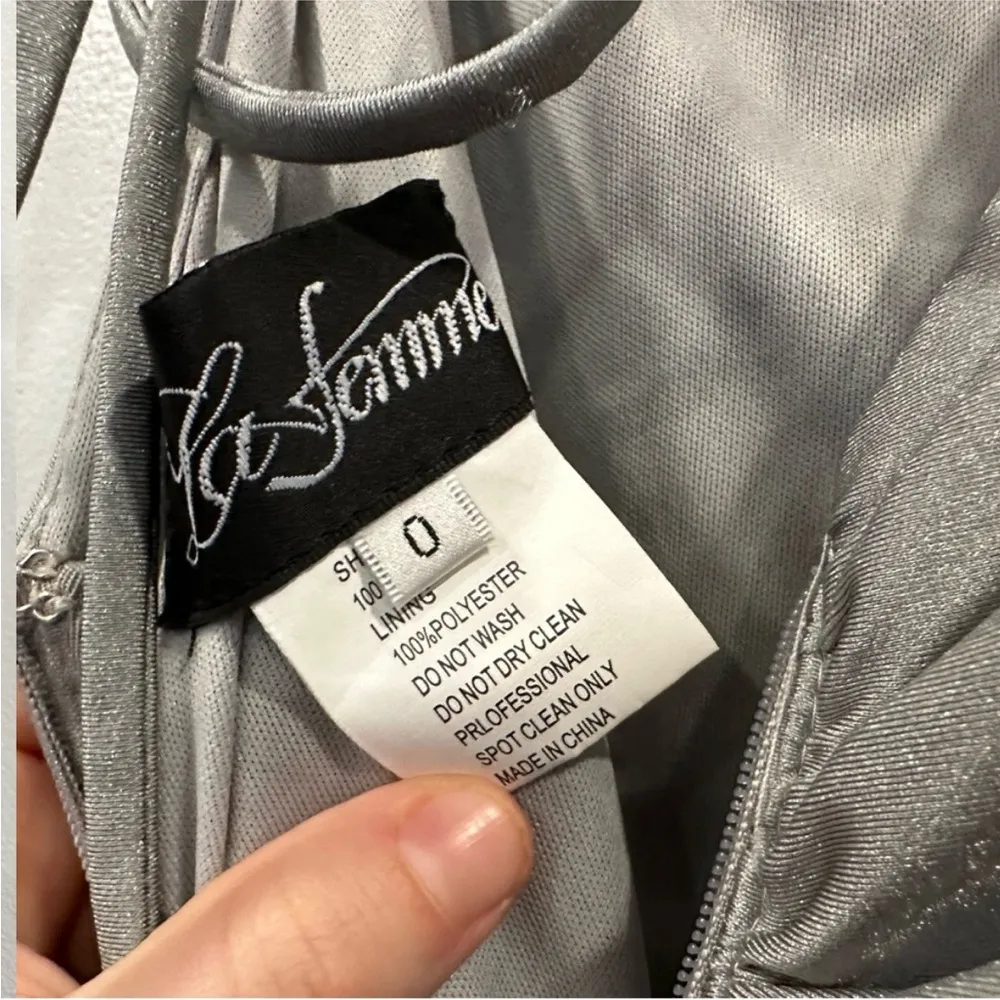 La Femme
0
SH
100
LINING
100%POLYESTER
DO NOT WASH
DO NOT DRY CLEAN
PRLOFESSIONAL
SPOT CLEAN ONLY
MADE IN CHINA